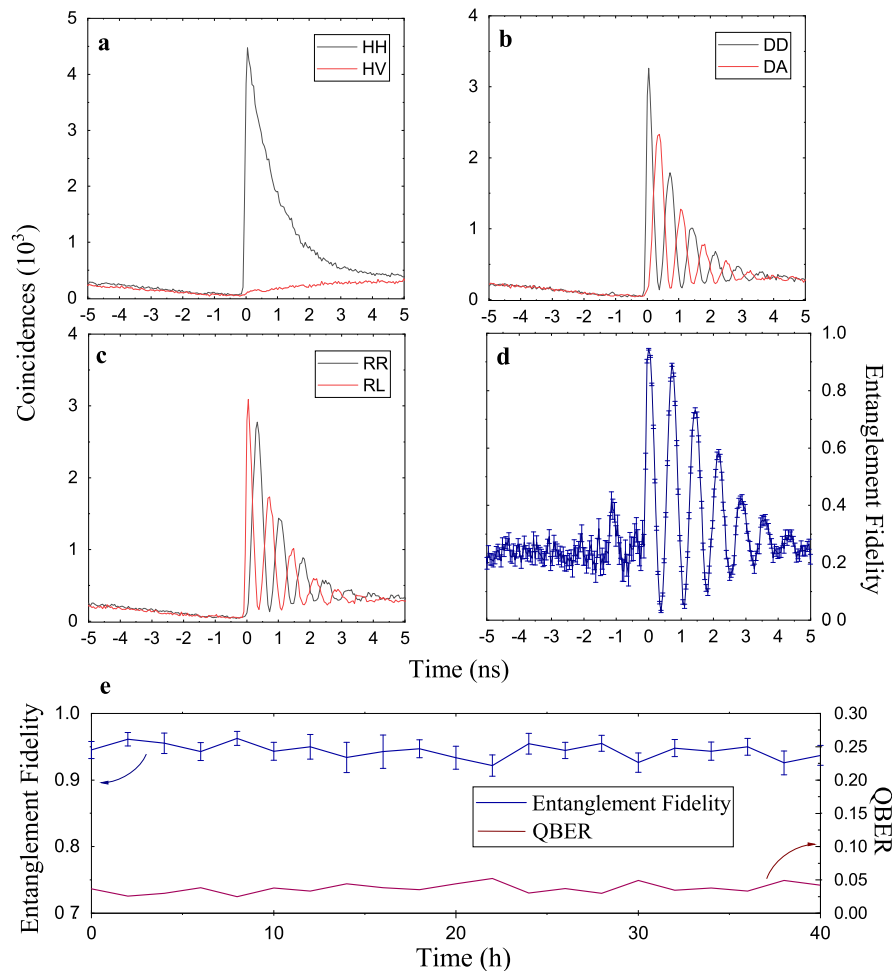 a
HH
HV
5
4
3
2
1
0
-5 -4 -3 -2 -1 0 1 2 3 4 5
b
DD
DA
4
3
2
1
0
-5 -4 -3 -2 -1 0 1 2 3 4 5
c
RR
RL
4
3
2
1
0
-5 -4 -3 -2 -1 0 1 2 3 4 5
d
1.0
0.8
0.6
0.4
0.2
0 0
-5 -4 -3 -2 -1 0 1 2 3 4 5
Coincidences (10³)
Entanglement Fidelity
Time (ns)
e
1.0
0.9
0.8
0 7
Entanglement Fidelity
Entanglement Fidelity
QBER
0.30
0.25
0.20
0.15
0.10
0.05
0.00
QBER
0 10 20 30 40
Time (h)